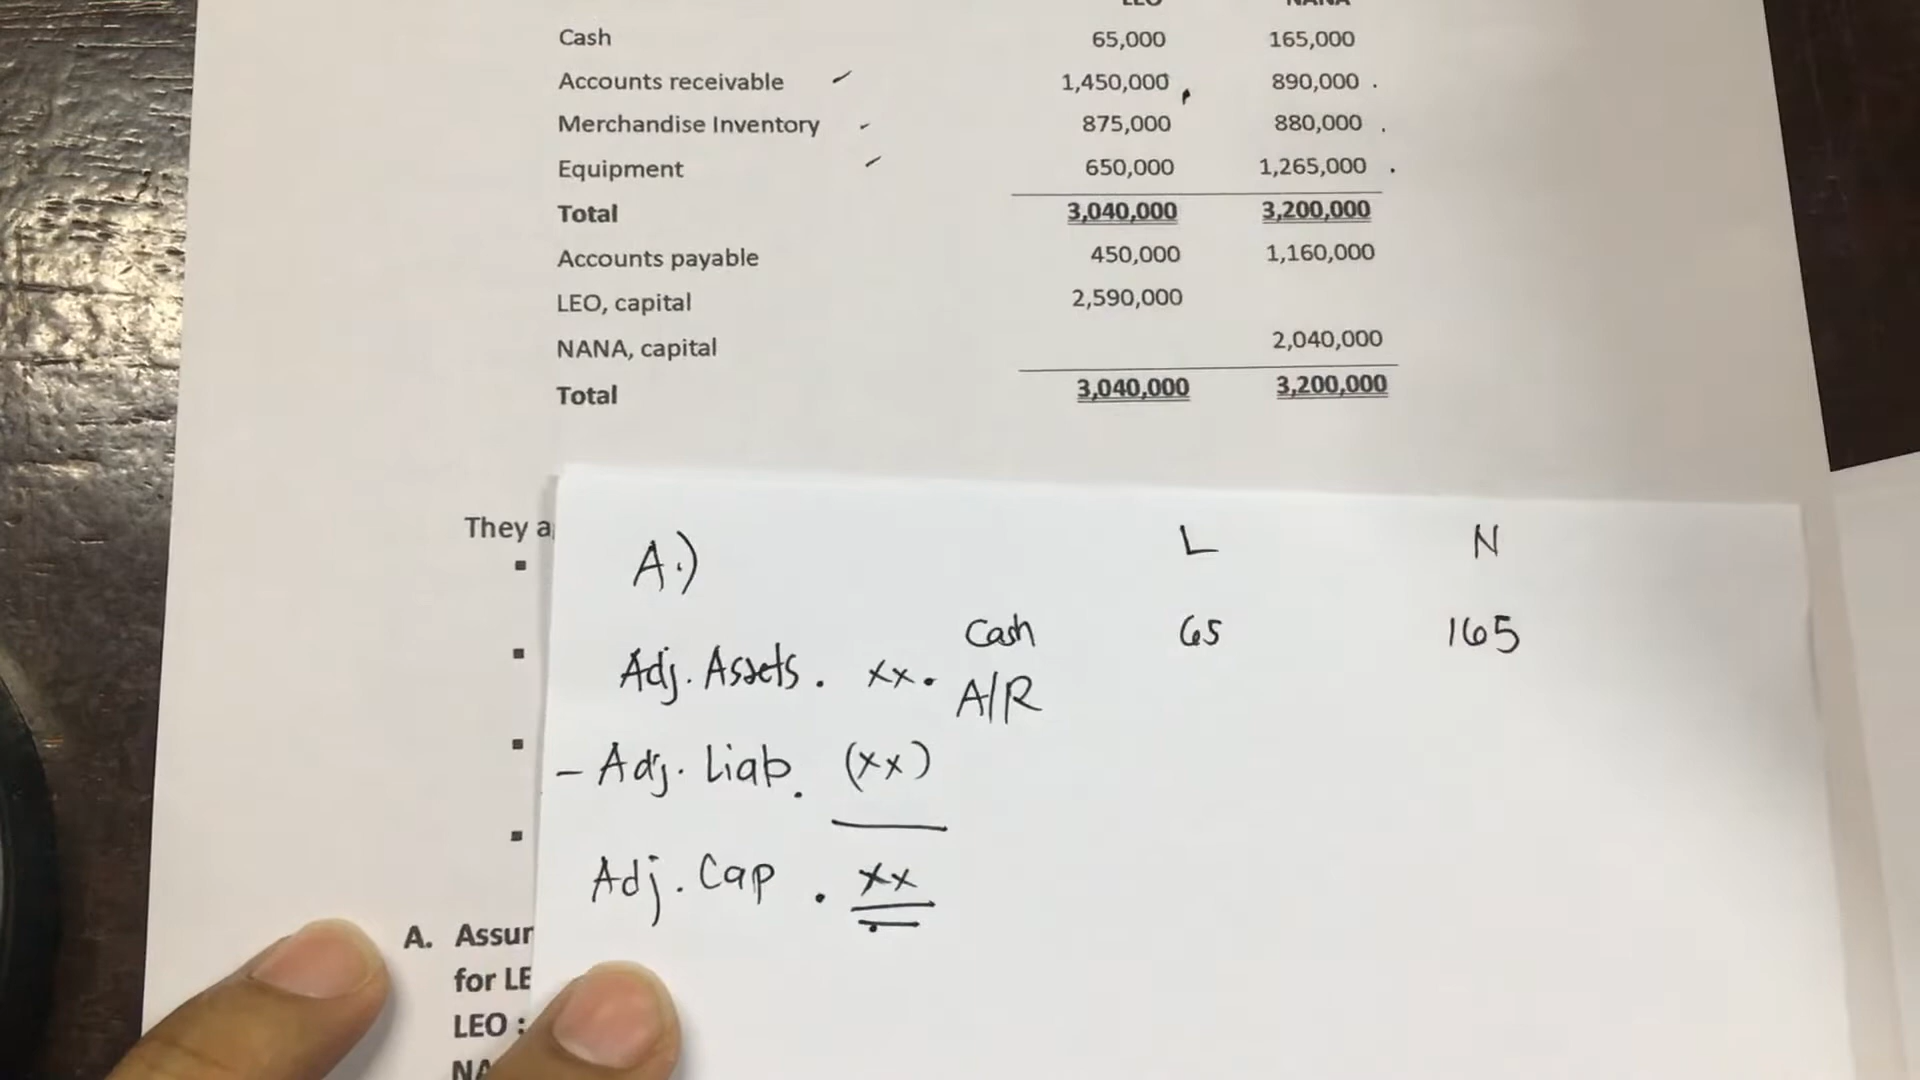 LEO NANA
Cash 65,000 165,000
Accounts receivable 1,450,000 890,000
Merchandise Inventory 875,000 880,000
Equipment 650,000 1,265,000
Total 3,040,000 3,200,000
Accounts payable 450,000 1,160,000
LEO, capital 2,590,000
NANA, capital 2,040,000
Total 3,040,000 3,200,000
They a
A.) L N
Cash 65 165
Adj. Assets. xx.
A/R
- Adj. Liab. (xx)
Adj. Cap. xx
A. Assur
for LE
LEO :
NA